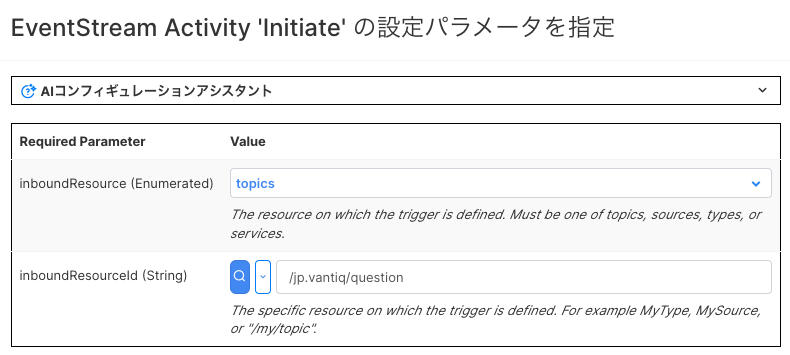 EventStream Activity 'Initiate' の設定パラメータを指定
AIコンフィギュレーションアシスタント
Required Parameter Value
inboundResource (Enumerated) topics
The resource on which the trigger is defined. Must be one of topics, sources, types, or
services.
inboundResourceId (String) /jp.vantiq/question
The specific resource on which the trigger is defined. For example MyType, MySource,
or "/my/topic".